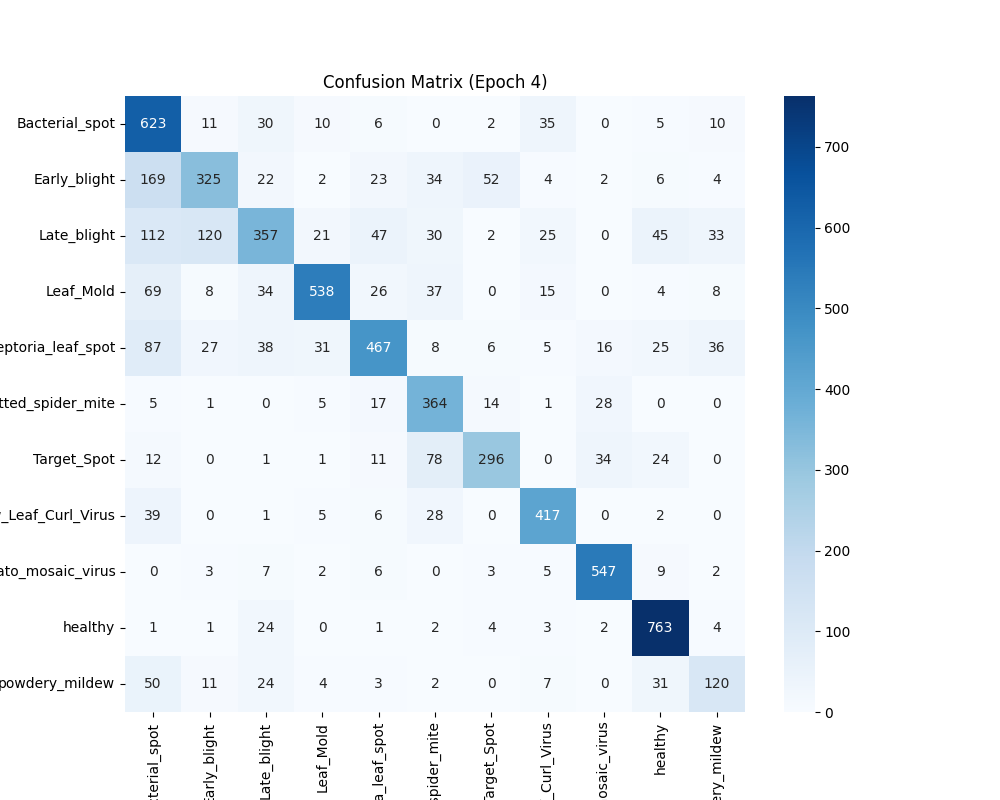 Confusion Matrix (Epoch 4)
Bacterial_spot 623 11 30 10 6 0 2 35 0 5 10
Early_blight 169 325 22 2 23 34 52 4 2 6 4
Late_blight 112 120 357 21 47 30 2 25 0 45 33
Leaf_Mold 69 8 34 538 26 37 0 15 0 4 8
eptoria_leaf_spot 87 27 38 31 467 8 6 5 16 25 36
tted_spider_mite 5 1 0 5 17 364 14 1 28 0 0
Target_Spot 12 0 1 1 11 78 296 0 34 24 0
_Leaf_Curl_Virus 39 0 1 5 6 28 0 417 0 2 0
ato_mosaic_virus 0 3 7 2 6 0 3 5 547 9 2
healthy 1 1 24 0 1 2 4 3 2 763 4
powdery_mildew 50 11 24 4 3 2 0 7 0 31 120
terial_spot
Early_blight
Late_blight
Leaf_Mold
a_leaf_spot
spider_mite
Target_Spot
_Curl_Virus
osaic_virus
healthy
ery_mildew
700
600
500
400
300
200
100
0